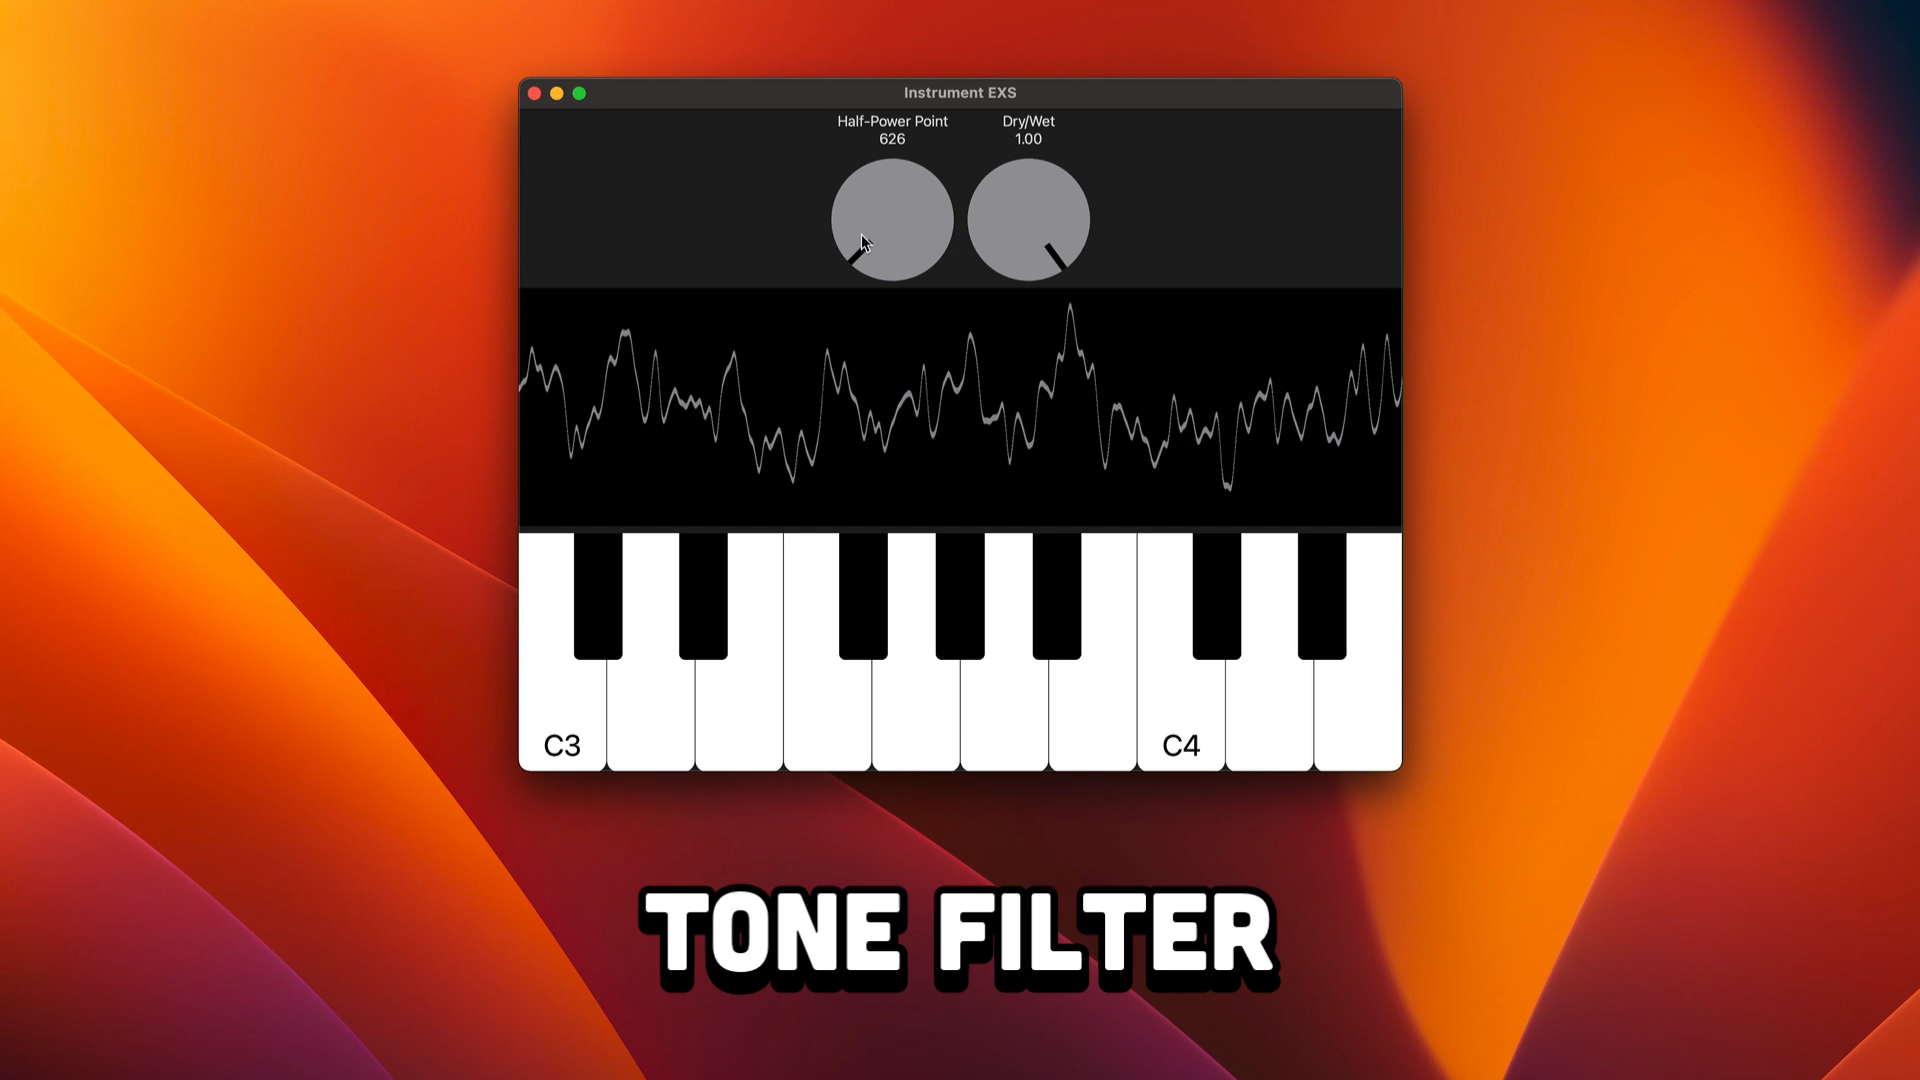 Instrument EXS
Half-Power Point
626
Dry/Wet
1.00
C3
C4
TONE FILTER